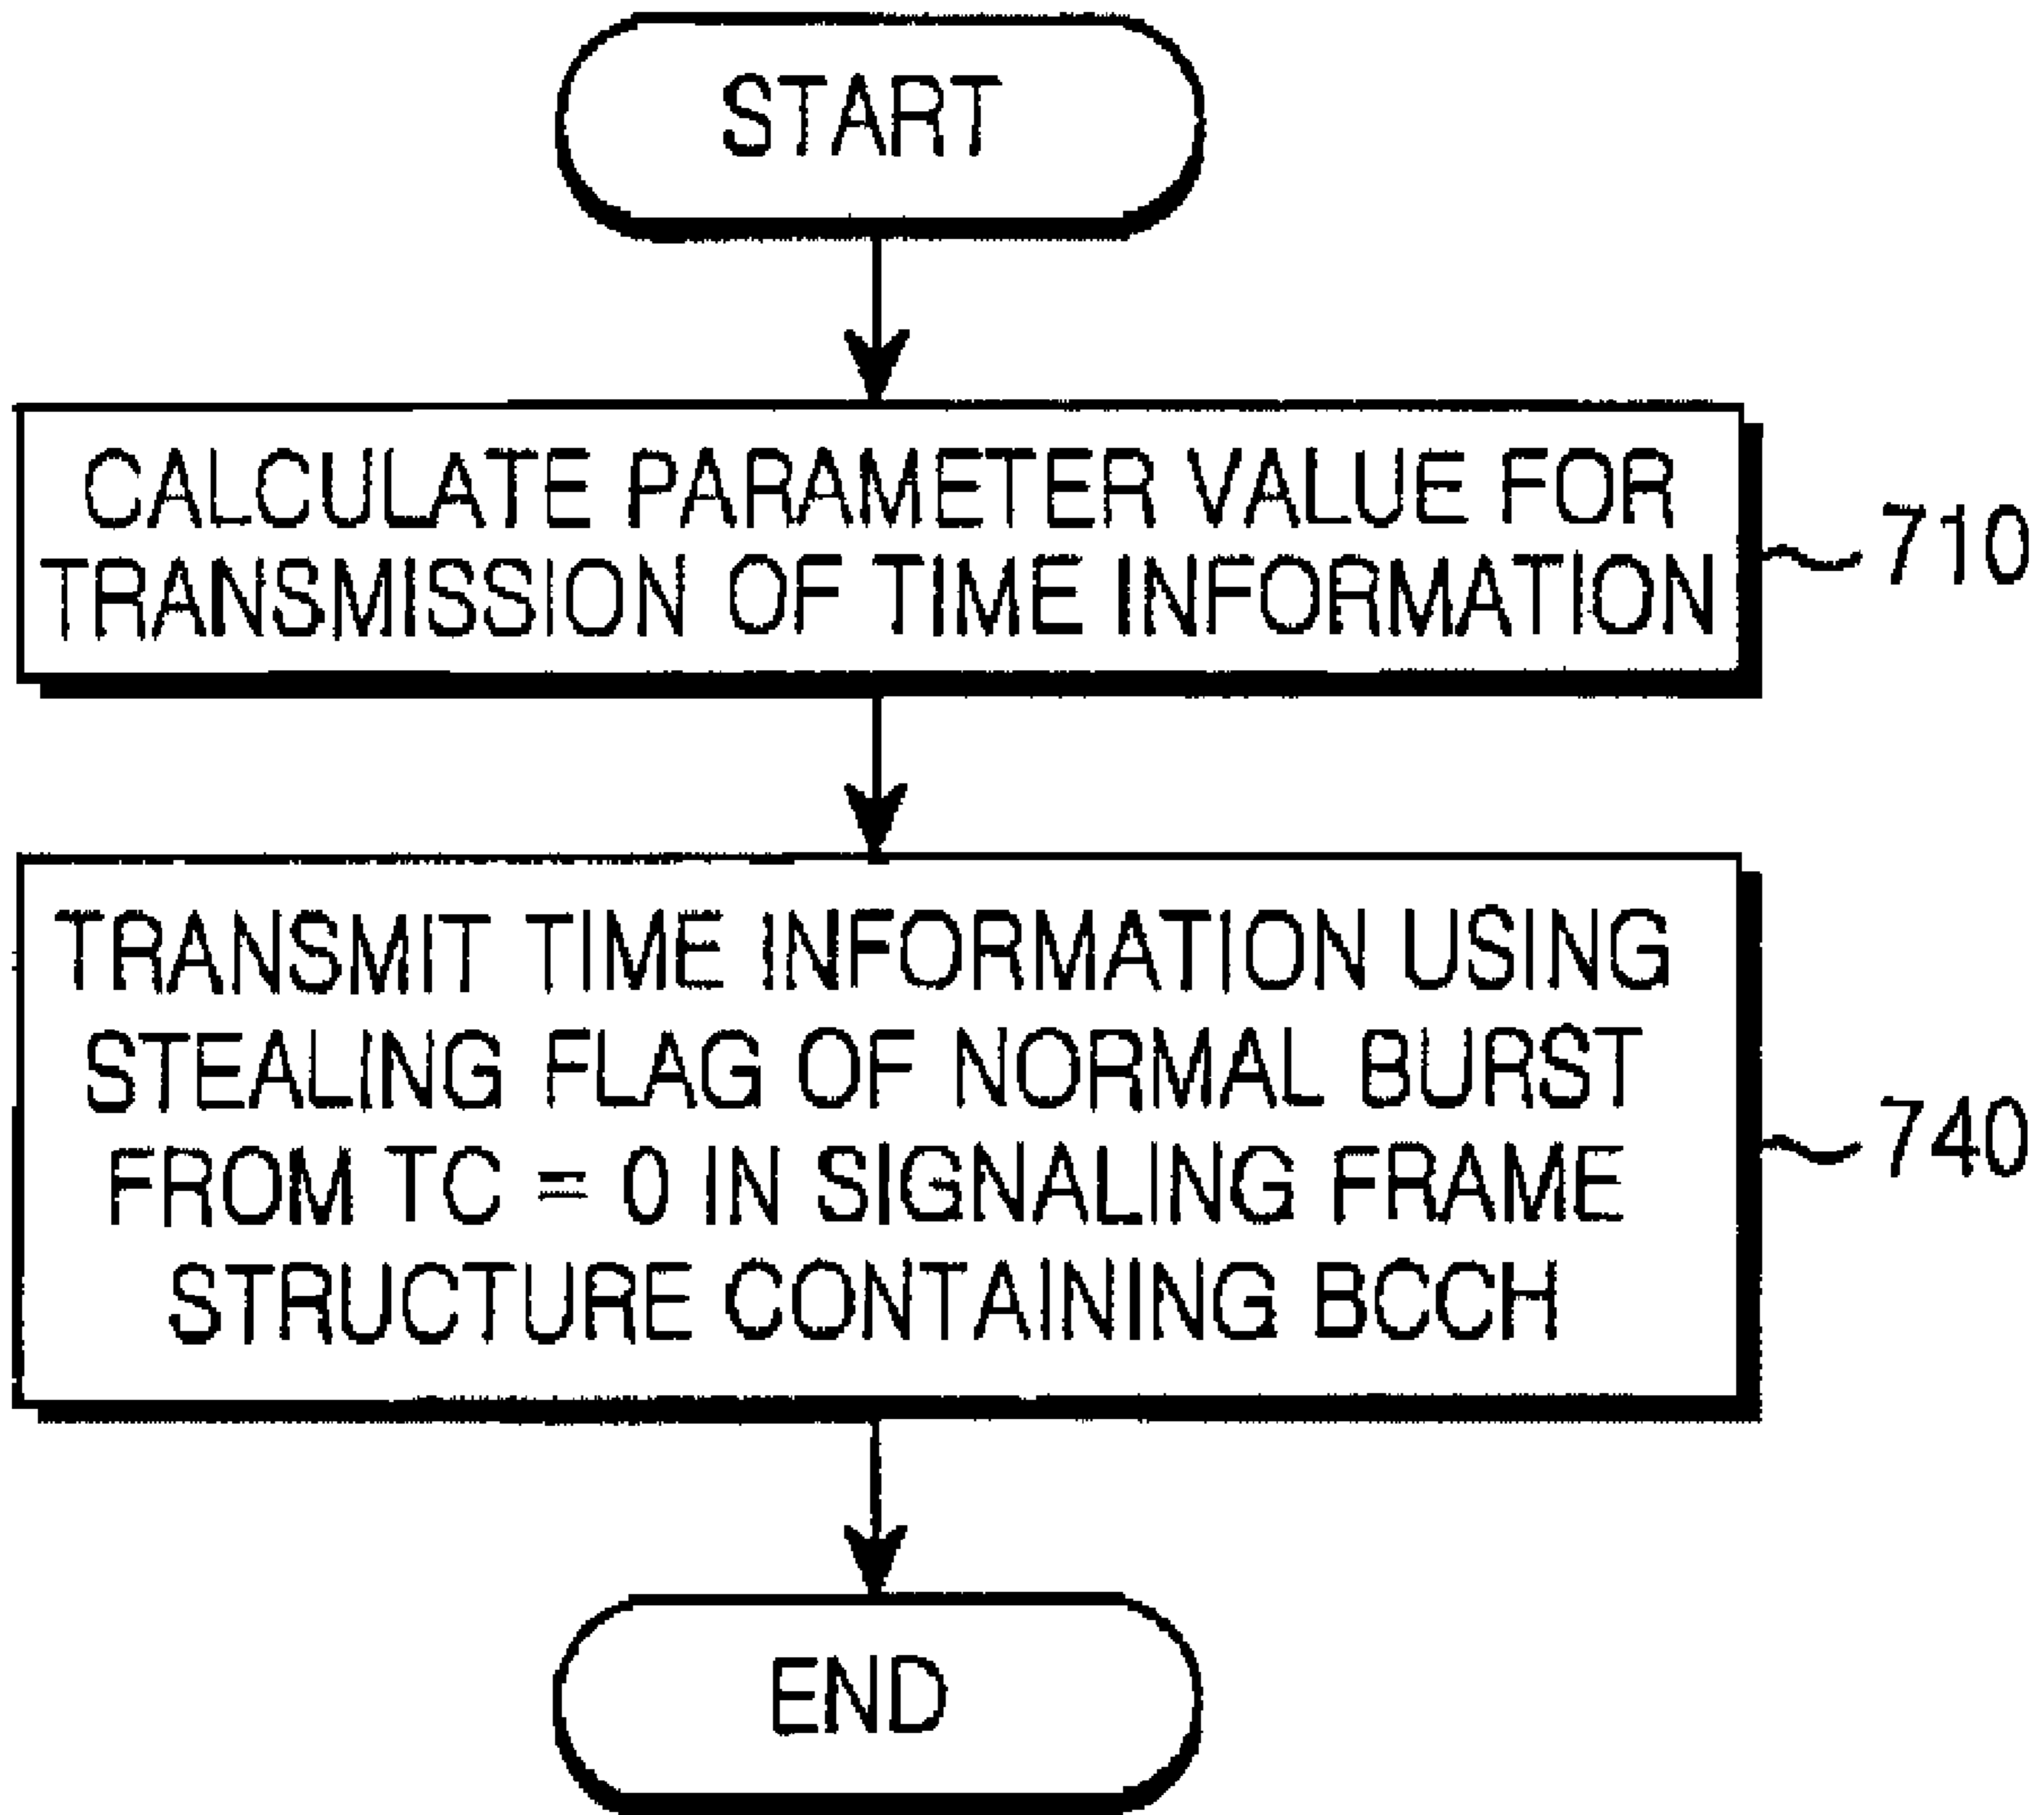 START
CALCULATE PARAMETER VALUE FOR
TRANSMISSION OF TIME INFORMATION
710
TRANSMIT TIME INFORMATION USING
STEALING FLAG OF NORMAL BURST
FROM TC = 0 IN SIGNALING FRAME
STRUCTURE CONTAINING BCCH
740
END